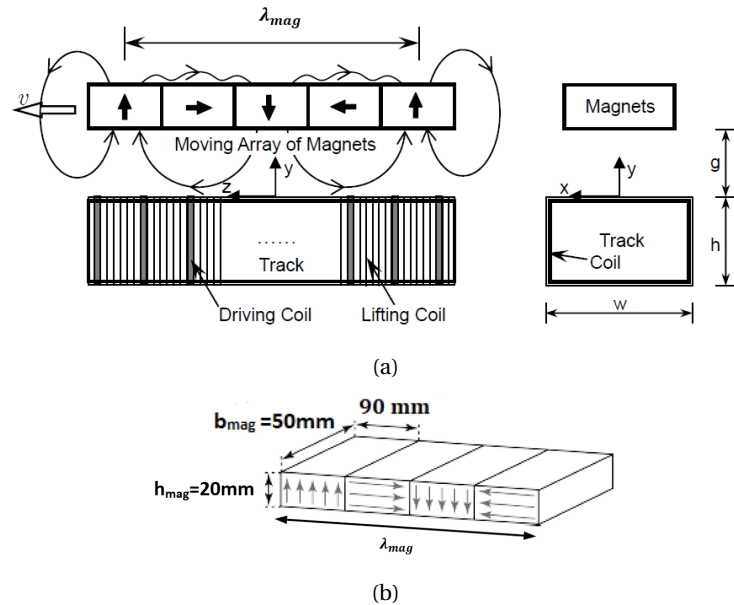 λmag
v
Moving Array of Magnets
y
z
......
Track
Driving Coil
Lifting Coil
Magnets
g
y
x
Track
Coil
h
w
(a)
90 mm
bmag =50mm
hmag=20mm
λmag
(b)